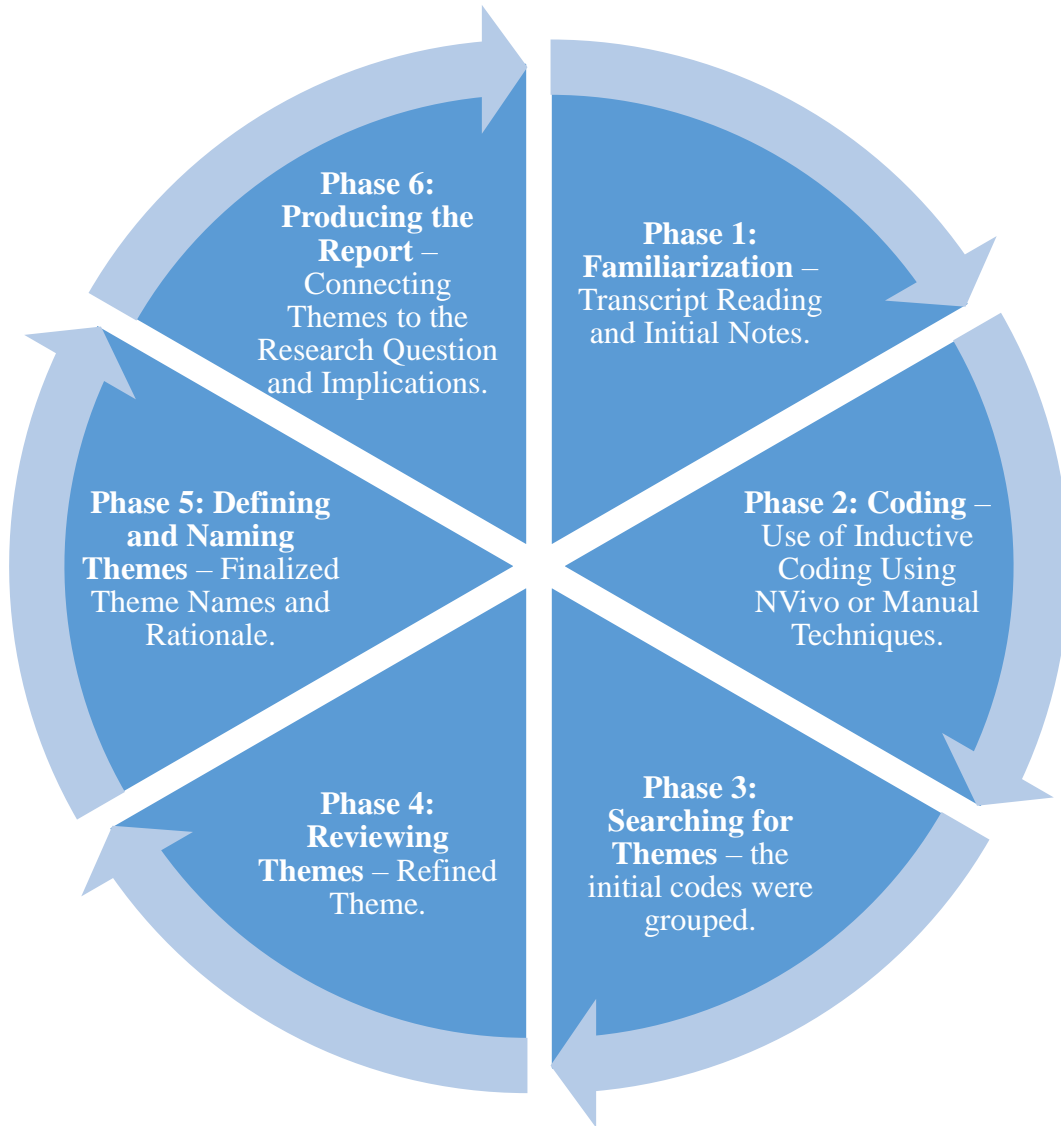 Phase 1:
Familiarization –
Transcript Reading
and Initial Notes.
Phase 2: Coding –
Use of Inductive
Coding Using
NVivo or Manual
Techniques.
Phase 3:
Searching for
Themes – the
initial codes were
grouped.
Phase 4:
Reviewing
Themes – Refined
Theme.
Phase 5: Defining
and Naming
Themes – Finalized
Theme Names and
Rationale.
Phase 6:
Producing the
Report –
Connecting
Themes to the
Research Question
and Implications.